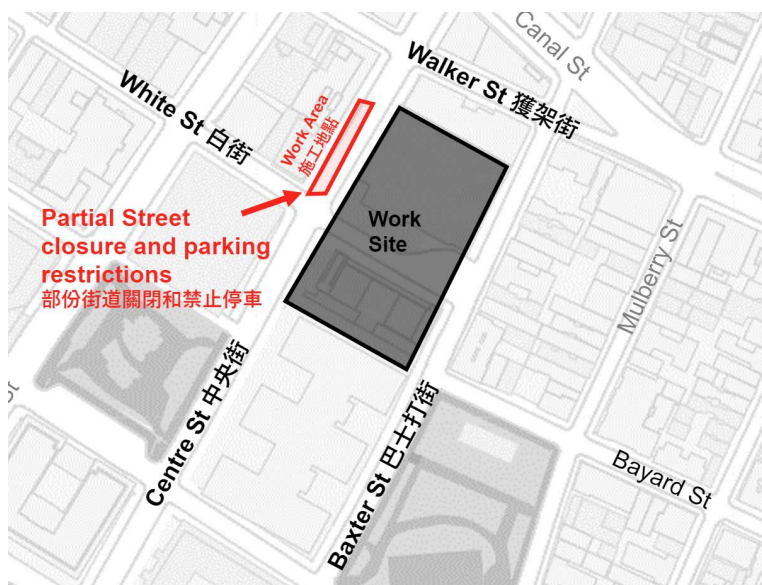 Canal St
Walker St 獲架街
White St 白街
Work Area
施工地點
Partial Street
closure and parking
restrictions
部份街道關閉和禁止停車
Work
Site
Mulberry St
St
Centre St 中央街
Baxter St 巴士打街
Bayard St